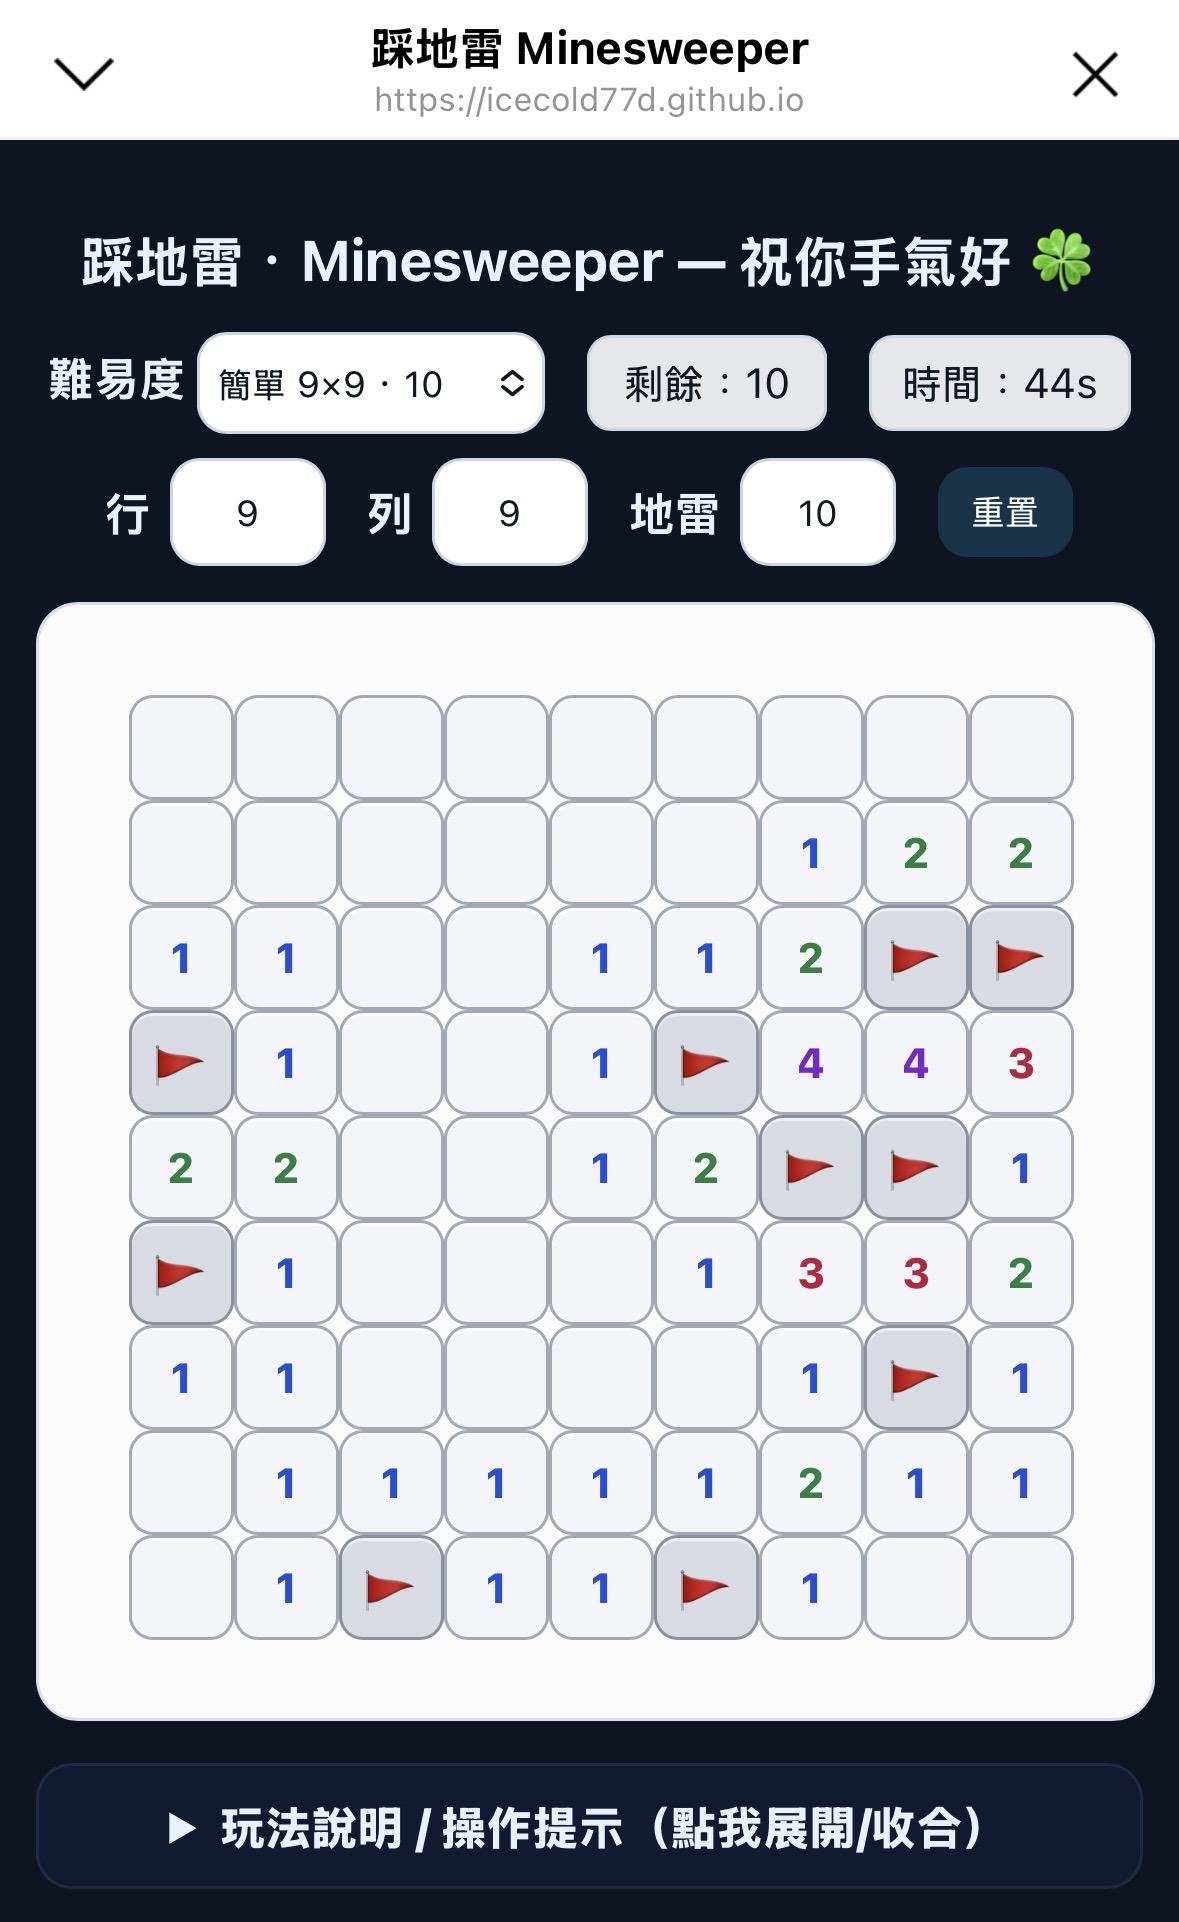 踩地雷 Minesweeper
https://icecold77d.github.io
踩地雷 · Minesweeper — 祝你手氣好 🍀
難易度 簡單 9×9 · 10 剩餘：10 時間：44s
行 9 列 9 地雷 10 重置
1 2 2
1 1 1 1 2
1 1 4 4 3
2 2 1 2 1
1 1 3 3 2
1 1 1 1
1 1 1 1 1 2 1 1
1 1 1 1
▶ 玩法說明 / 操作提示（點我展開/收合）